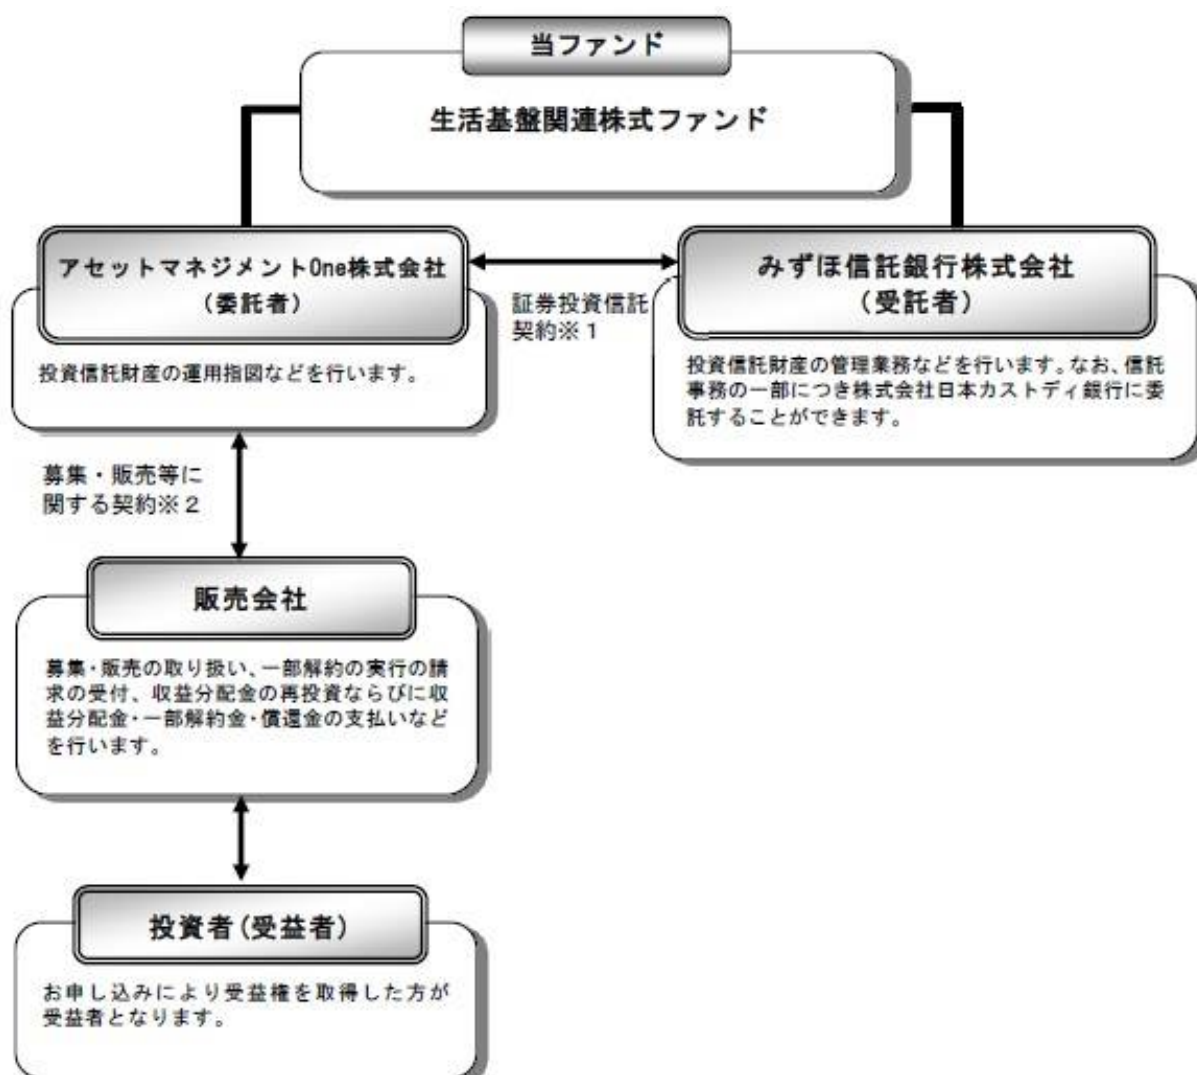 当ファンド
生活基盤関連株式ファンド
アセットマネジメントOne株式会社
(委託者)
投資信託財産の運用指図などを行います。
証券投資信託
契約※1
みずほ信託銀行株式会社
(受託者)
投資信託財産の管理業務などを行います。なお、信託
事務の一部につき株式会社日本カストディ銀行に委
託することができます。
募集・販売等に
関する契約※2
販売会社
募集・販売の取り扱い、一部解約の実行の請
求の受付、収益分配金の再投資ならびに収
益分配金・一部解約金・償還金の支払いなど
を行います。
投資者(受益者)
お申し込みにより受益権を取得した方が
受益者となります。